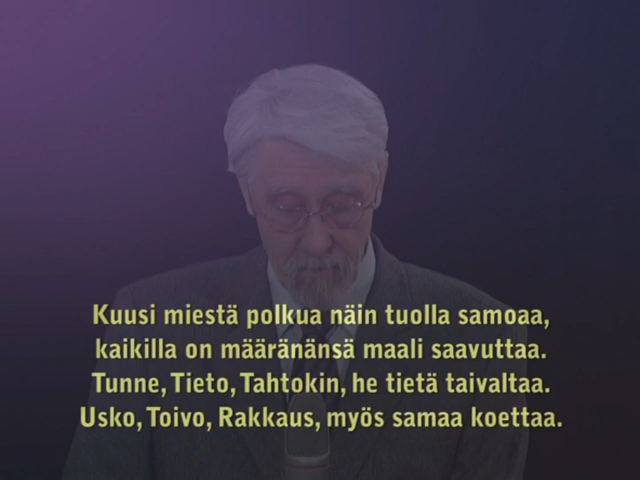 Kuusi miestä polkua näin tuolla samoaa,
kaikilla on määränänsä maali saavuttaa.
Tunne, Tieto, Tahtokin, he tietä taivaltaa.
Usko, Toivo, Rakkaus, myös samaa koettaa.